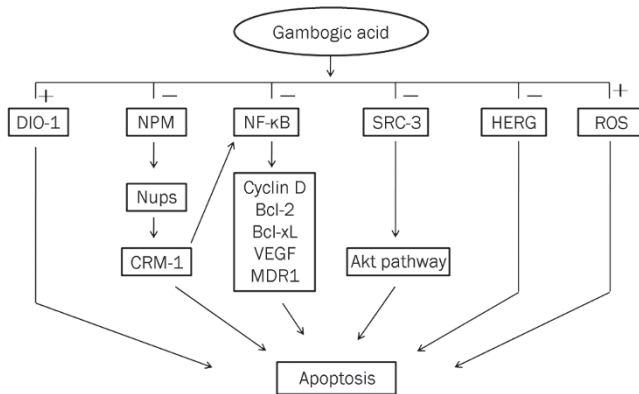 Gambogic acid
+ — — — — +
DIO-1 NPM NF-κB SRC-3 HERG ROS
Nups
CRM-1
Cyclin D
Bcl-2
Bcl-xL
VEGF
MDR1
Akt pathway
Apoptosis